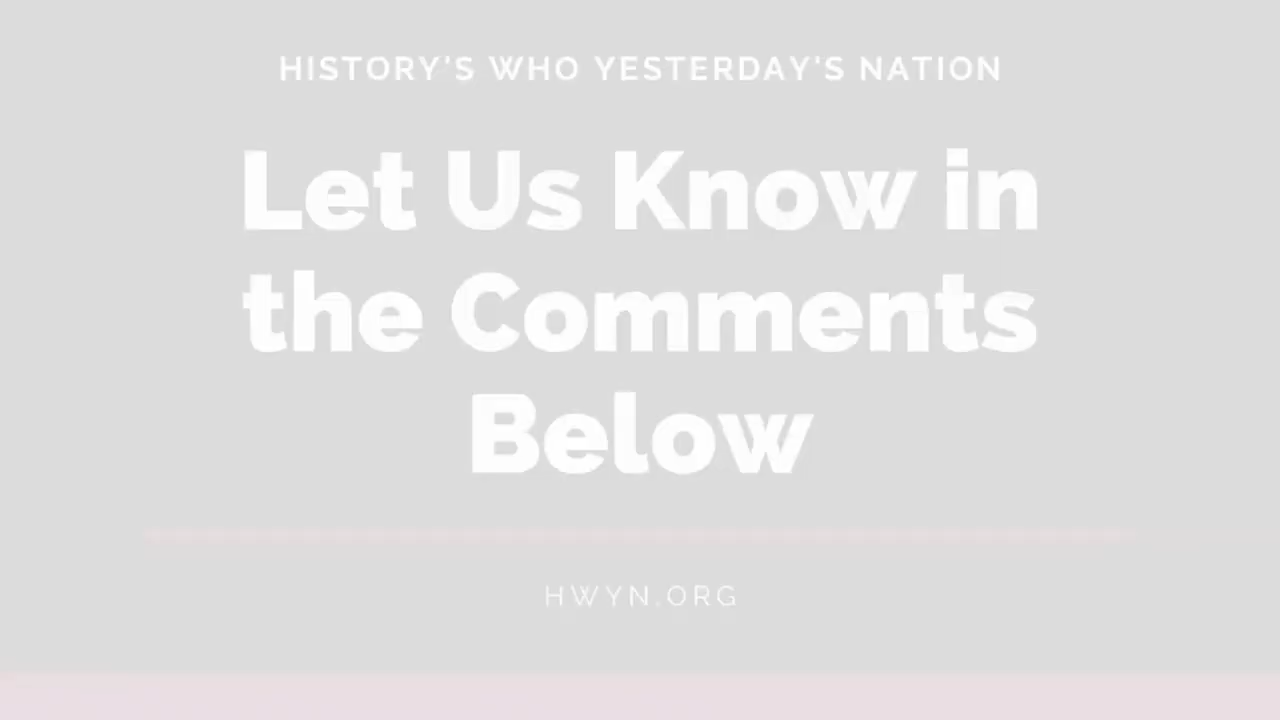 HISTORY'S WHO YESTERDAY'S NATION
Let Us Know in
the Comments
Below
HWYN.ORG